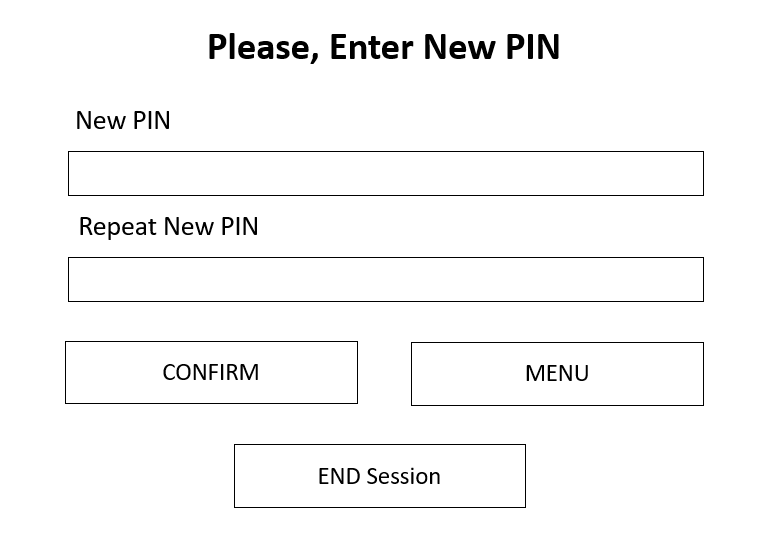 Please, Enter New PIN
New PIN
Repeat New PIN
CONFIRM
MENU
END Session